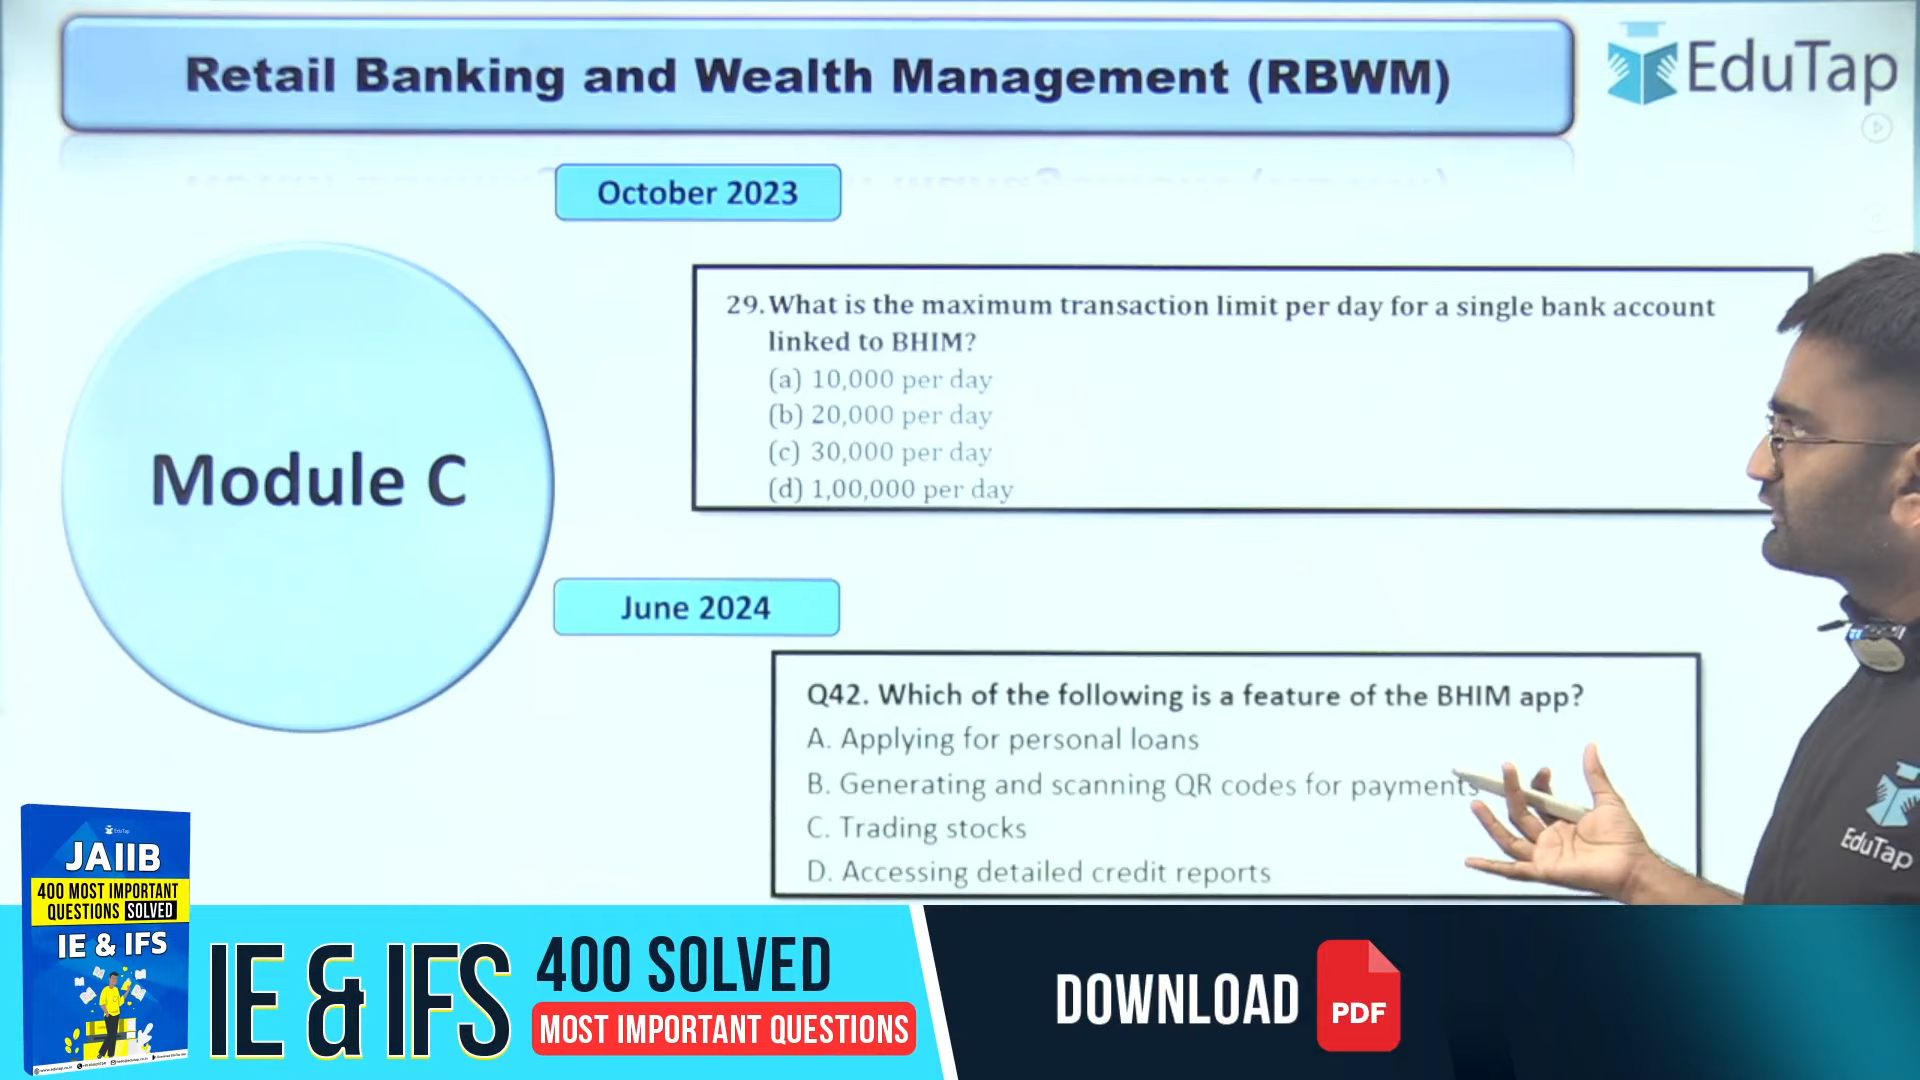 Retail Banking and Wealth Management (RBWM)
EduTap
October 2023
29. What is the maximum transaction limit per day for a single bank account
linked to BHIM?
(a) 10,000 per day
(b) 20,000 per day
(c) 30,000 per day
(d) 1,00,000 per day
Module C
June 2024
Q42. Which of the following is a feature of the BHIM app?
A. Applying for personal loans
B. Generating and scanning QR codes for payments
C. Trading stocks
D. Accessing detailed credit reports
EduTap
EduTap
JAIIB
400 MOST IMPORTANT
QUESTIONS SOLVED
IE & IFS
IE & IFS
400 SOLVED
MOST IMPORTANT QUESTIONS
DOWNLOAD
PDF